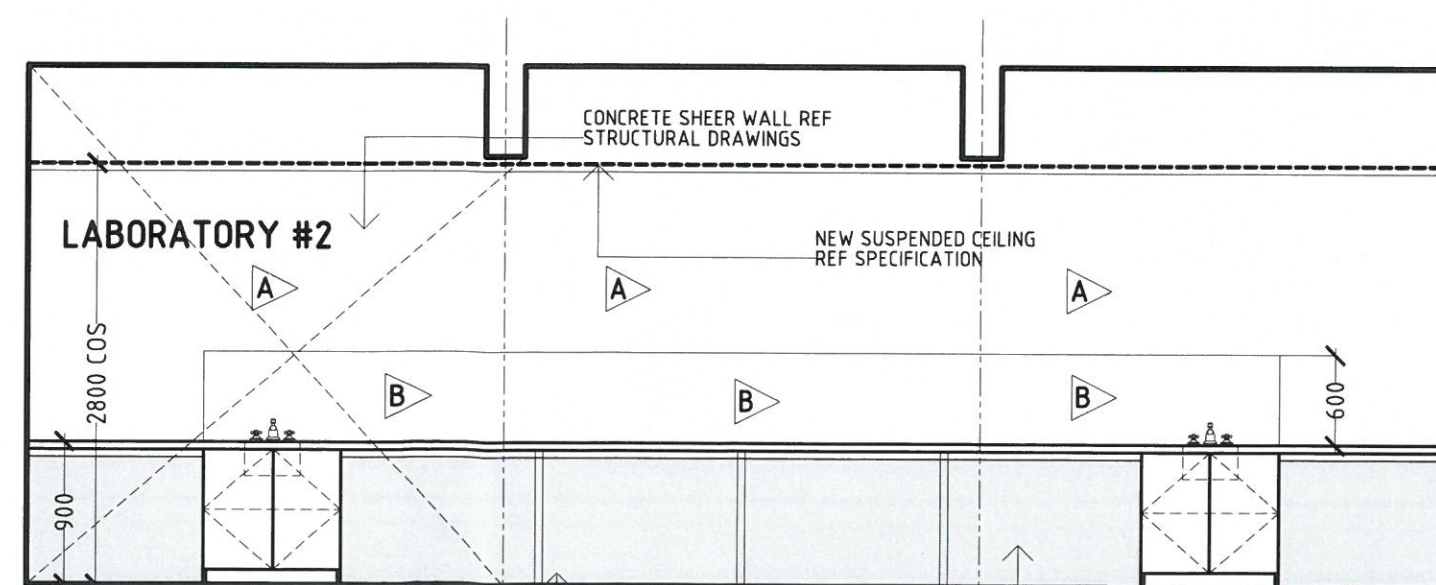 CONCRETE SHEER WALL REF
STRUCTURAL DRAWINGS
LABORATORY #2
NEW SUSPENDED CEILING
REF SPECIFICATION
A
A
A
2800 COS
B
B
B
600
900